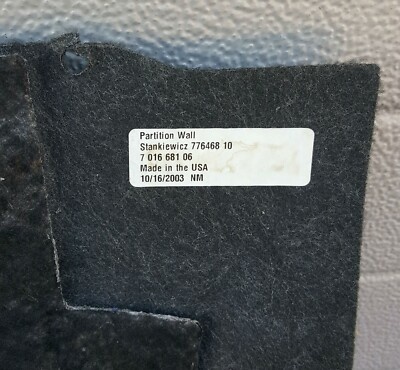 Partition Wall
Stankiewicz 776468 10
7 016 681 06
Made in the USA
10/16/2003 NM